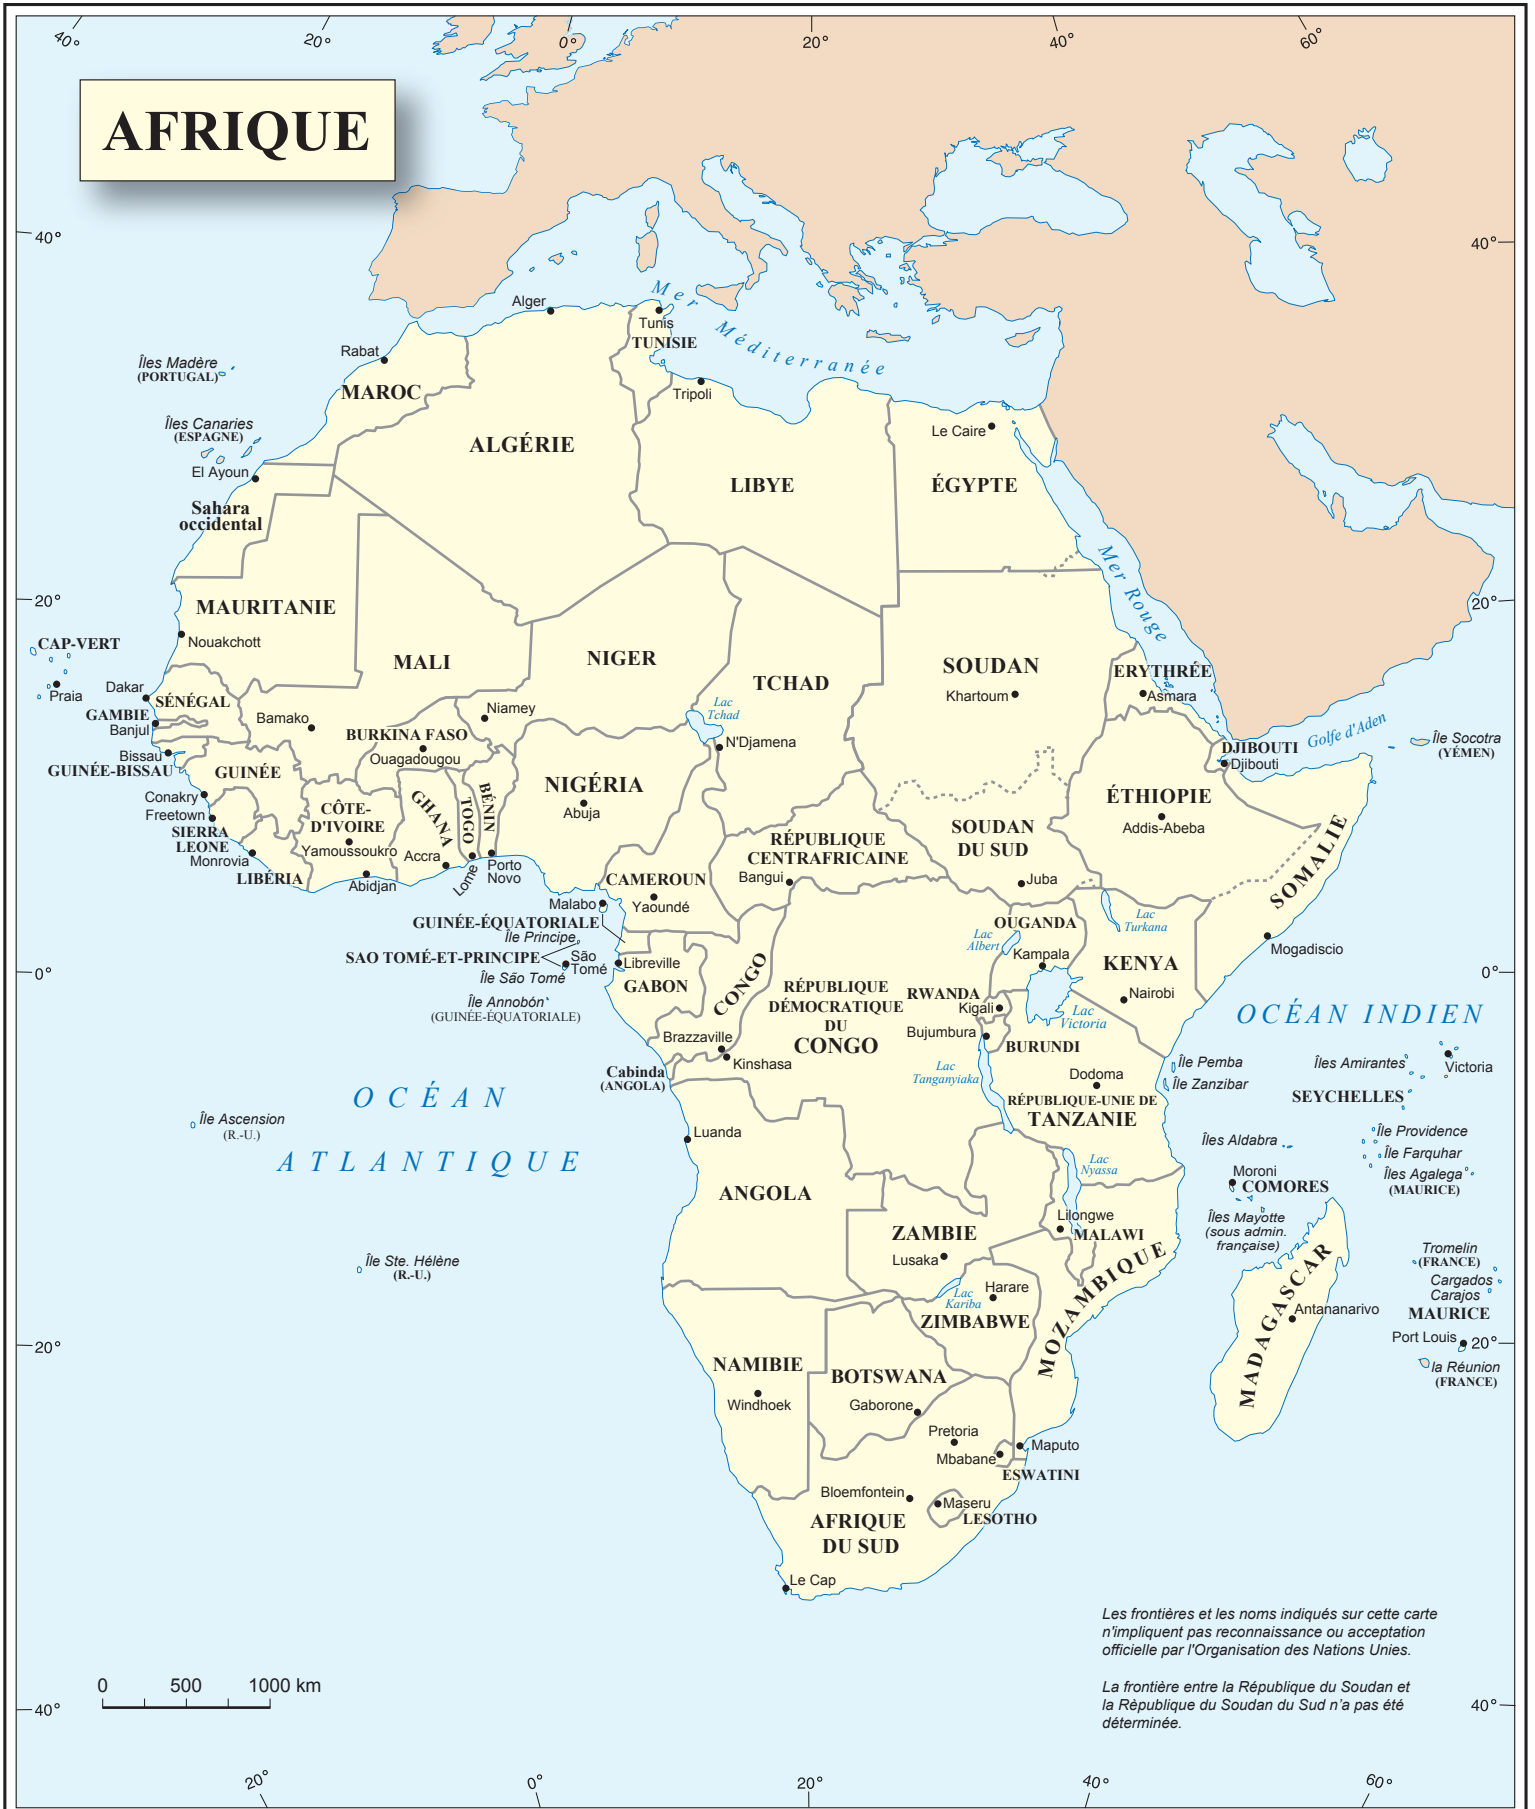 40°
20°
0°
20°
40°
60°
AFRIQUE
40°
40°
Mer Méditerranée
Alger
Tunis
TUNISIE
Rabat
Îles Madère
(PORTUGAL)
MAROC
Tripoli
Îles Canaries
(ESPAGNE)
Le Caire
ALGÉRIE
El Ayoun
LIBYE
ÉGYPTE
Sahara
occidental
Mer Rouge
20°
20°
MAURITANIE
Nouakchott
CAP-VERT
Praia
MALI
NIGER
TCHAD
SOUDAN
Khartoum
ERYTHRÉE
Asmara
Dakar
SÉNÉGAL
GAMBIE
Banjul
Bamako
Niamey
Lac
Tchad
N'Djamena
BURKINA FASO
Ouagadougou
Bissau
GUINÉE-BISSAU
GUINÉE
Golfe d'Aden
Île Socotra
(YÉMEN)
DJIBOUTI
Djibouti
NIGÉRIA
Abuja
BÉNIN
TOGO
GHANA
Conakry
Freetown
SIERRA
LEONE
Monrovia
LIBÉRIA
CÔTE-
D'IVOIRE
Yamoussoukro
Abidjan
Accra
Lome
Porto
Novo
ÉTHIOPIE
Addis-Abeba
SOMALIE
SOUDAN
DU SUD
Juba
RÉPUBLIQUE
CENTRAFRICAINE
Bangui
CAMEROUN
Yaoundé
Malabo
GUINÉE-ÉQUATORIALE
Île Principe
SAO TOMÉ-ET-PRINCIPE
São
Tomé
Île São Tomé
Île Annobón
(GUINÉE-ÉQUATORIALE)
Libreville
GABON
CONGO
OUGANDA
Lac
Albert
Kampala
Lac
Turkana
KENYA
Nairobi
Mogadiscio
0°
0°
RÉPUBLIQUE
DÉMOCRATIQUE
DU
CONGO
RWANDA
Kigali
Bujumbura
BURUNDI
Lac
Victoria
Lac
Tanganyiaka
Brazzaville
Kinshasa
Cabinda
(ANGOLA)
Dodoma
RÉPUBLIQUE-UNIE DE
TANZANIE
OCÉAN INDIEN
Île Pemba
Île Zanzibar
Îles Amirantes
Victoria
SEYCHELLES
Île Providence
Île Farquhar
Îles Agalega
(MAURICE)
Îles Aldabra
Moroni
COMORES
Îles Mayotte
(sous admin.
française)
OCÉAN
ATLANTIQUE
Île Ascension
(R.-U.)
Luanda
ANGOLA
Lac
Nyassa
Lilongwe
MALAWI
ZAMBIE
Lusaka
MOZAMBIQUE
Île Ste. Hélène
(R.-U.)
Lac
Kariba
Harare
ZIMBABWE
MADAGASCAR
Antananarivo
Tromelin
(FRANCE)
Cargados
Carajos
MAURICE
Port Louis
la Réunion
(FRANCE)
20°
20°
NAMIBIE
Windhoek
BOTSWANA
Gaborone
Pretoria
Mbabane
Maputo
ESWATINI
Bloemfontein
Maseru
LESOTHO
AFRIQUE
DU SUD
Le Cap
Les frontières et les noms indiqués sur cette carte
n'impliquent pas reconnaissance ou acceptation
officielle par l'Organisation des Nations Unies.
La frontière entre la République du Soudan et
la Rèpublique du Soudan du Sud n'a pas été
déterminée.
0 500 1000 km
40°
40°
20°
0°
20°
40°
60°